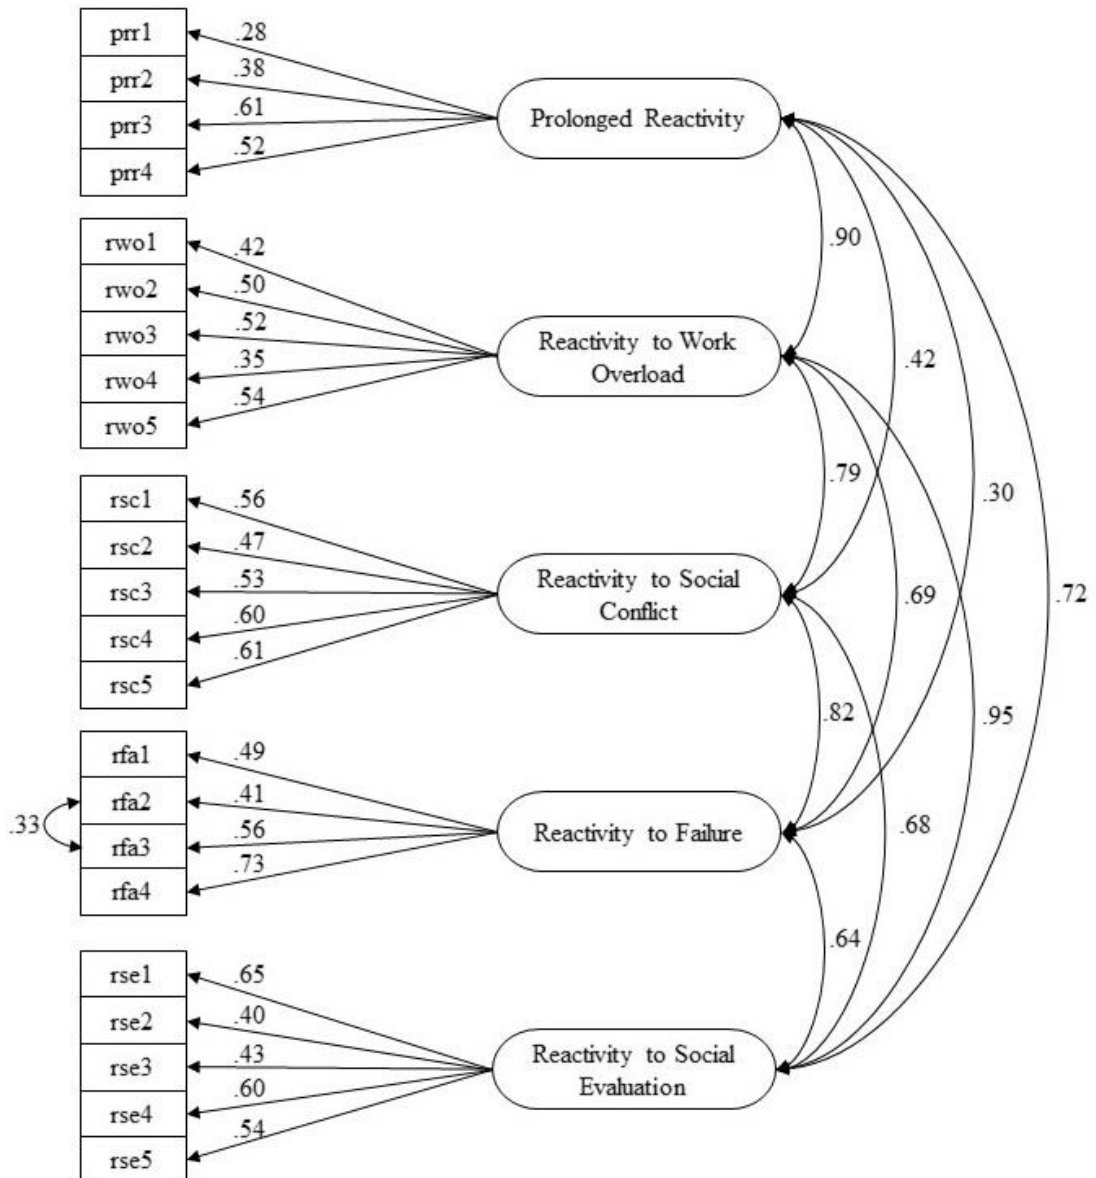 prr1
.28
prr2
.38
prr3
.61
prr4
.52
Prolonged Reactivity
rwo1
.42
rwo2
.50
rwo3
.52
rwo4
.35
rwo5
.54
Reactivity to Work
Overload
rsc1
.56
rsc2
.47
rsc3
.53
rsc4
.60
rsc5
.61
Reactivity to Social
Conflict
rfa1
.49
rfa2
.41
rfa3
.56
rfa4
.73
.33
Reactivity to Failure
rse1
.65
rse2
.40
rse3
.43
rse4
.60
rse5
.54
Reactivity to Social
Evaluation
.90
.42
.79
.30
.69
.72
.82
.95
.68
.64